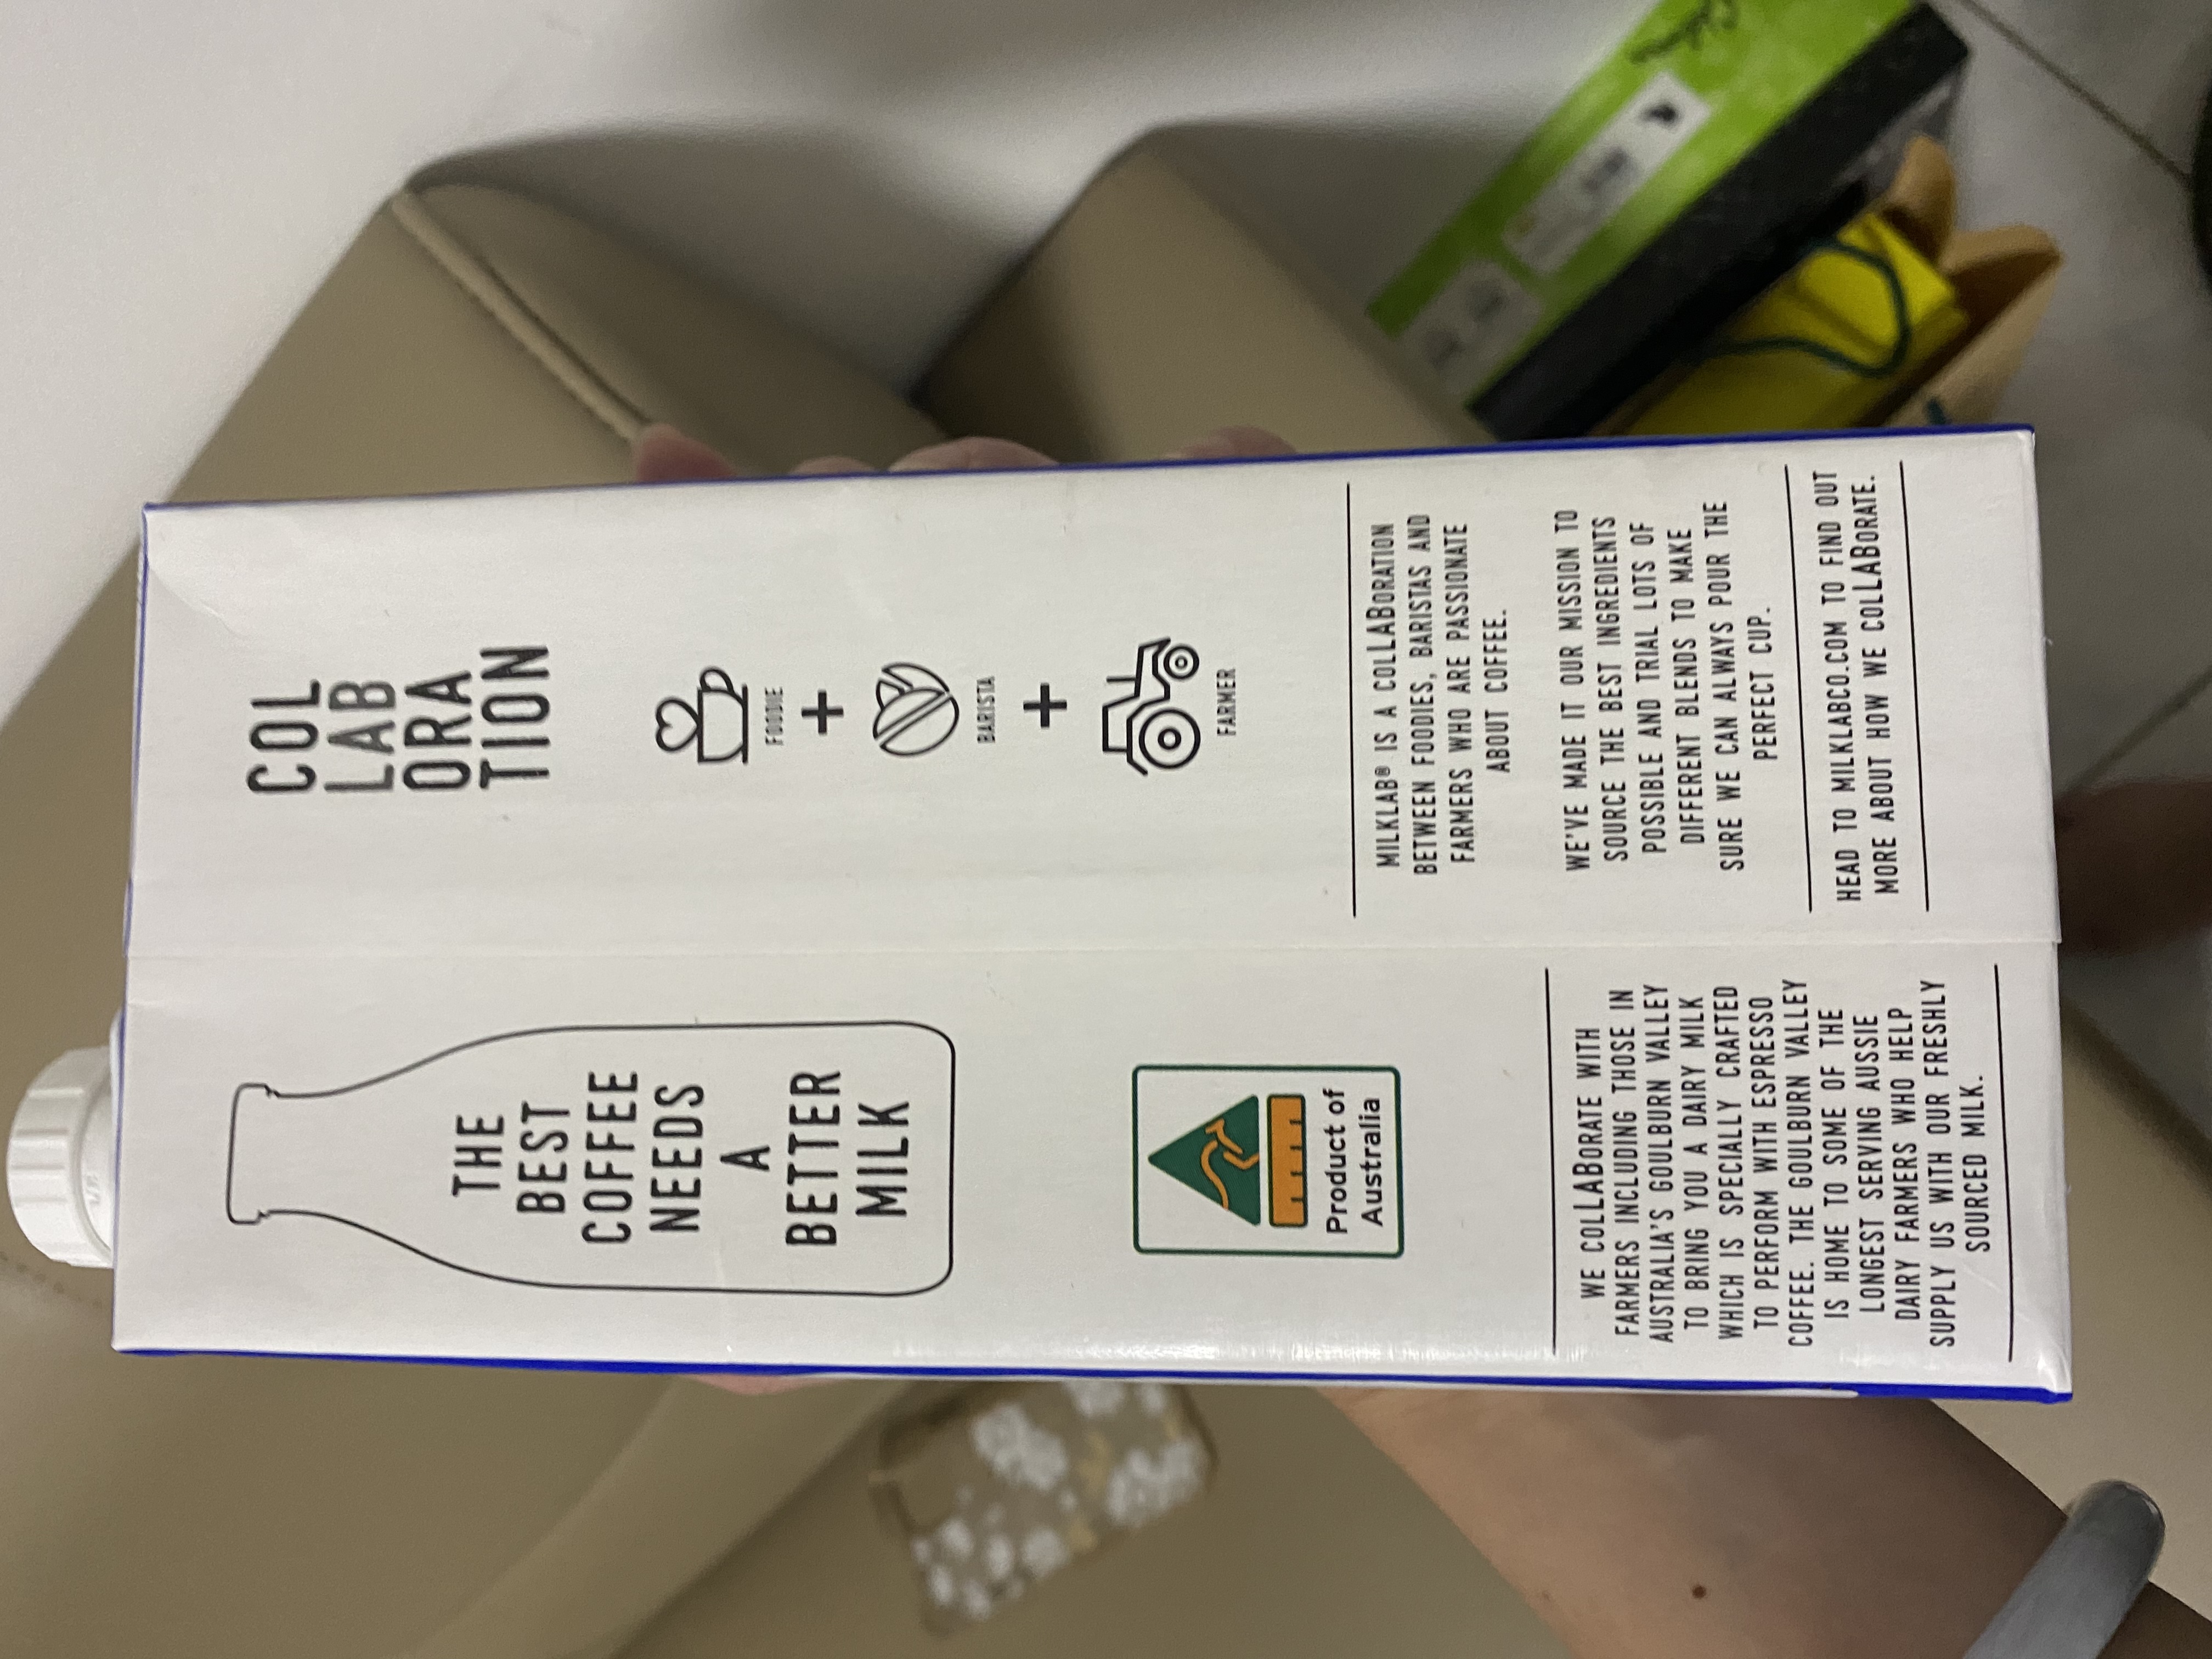 THE
BEST
COFFEE
NEEDS
A
BETTER
MILK
Product of
Australia
WE COLLABORATE WITH
FARMERS INCLUDING THOSE IN
AUSTRALIA'S GOULBURN VALLEY
TO BRING YOU A DAIRY MILK
WHICH IS SPECIALLY CRAFTED
TO PERFORM WITH ESPRESSO
COFFEE. THE GOULBURN VALLEY
IS HOME TO SOME OF THE
LONGEST SERVING AUSSIE
DAIRY FARMERS WHO HELP
SUPPLY US WITH OUR FRESHLY
SOURCED MILK.
COL
LAB
ORA
TION
FOODIE
+
BARISTA
+
FARMER
MILKLAB® IS A COLLABORATION
BETWEEN FOODIES, BARISTAS AND
FARMERS WHO ARE PASSIONATE
ABOUT COFFEE.
WE'VE MADE IT OUR MISSION TO
SOURCE THE BEST INGREDIENTS
POSSIBLE AND TRIAL LOTS OF
DIFFERENT BLENDS TO MAKE
SURE WE CAN ALWAYS POUR THE
PERFECT CUP.
HEAD TO MILKLABCO.COM TO FIND OUT
MORE ABOUT HOW WE COLLABORATE.